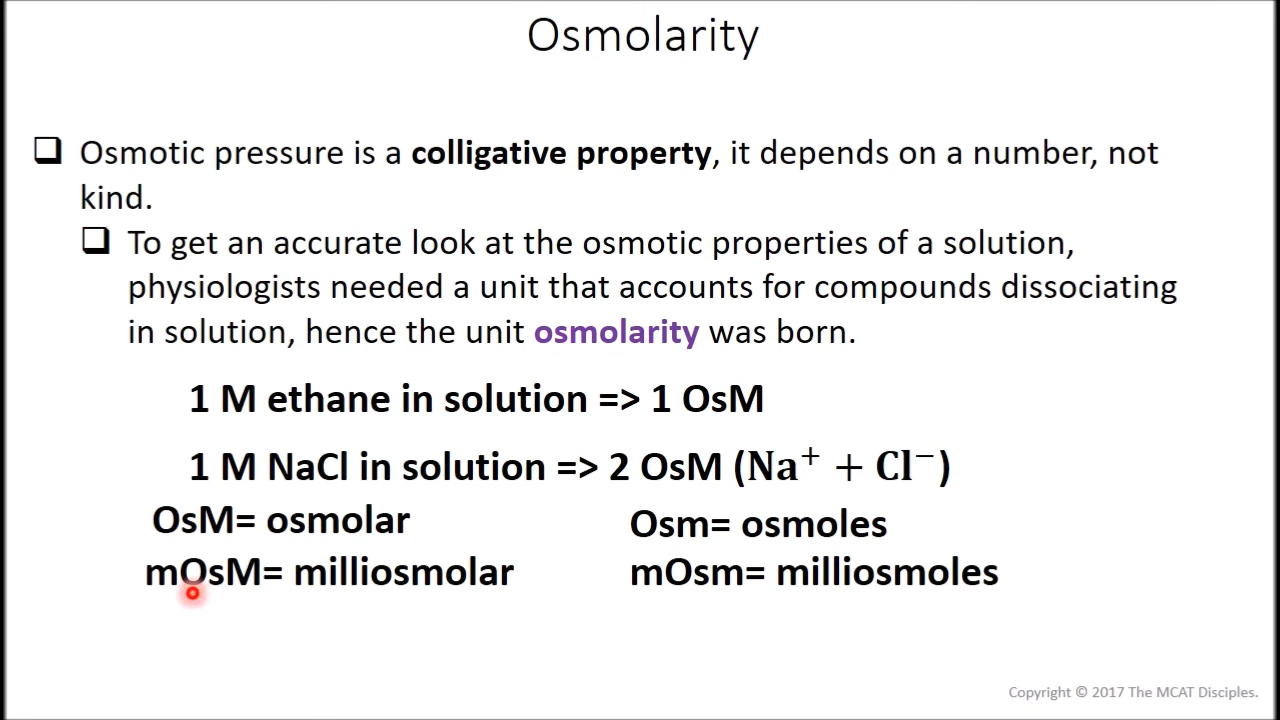 Osmolarity
❑ Osmotic pressure is a colligative property, it depends on a number, not
kind.
❑ To get an accurate look at the osmotic properties of a solution,
physiologists needed a unit that accounts for compounds dissociating
in solution, hence the unit osmolarity was born.
1 M ethane in solution => 1 OsM
1 M NaCl in solution => 2 OsM (Na⁺ + Cl⁻)
OsM= osmolar
Osm= osmoles
mOsM= milliosmolar
mOsm= milliosmoles
Copyright © 2017 The MCAT Disciples.